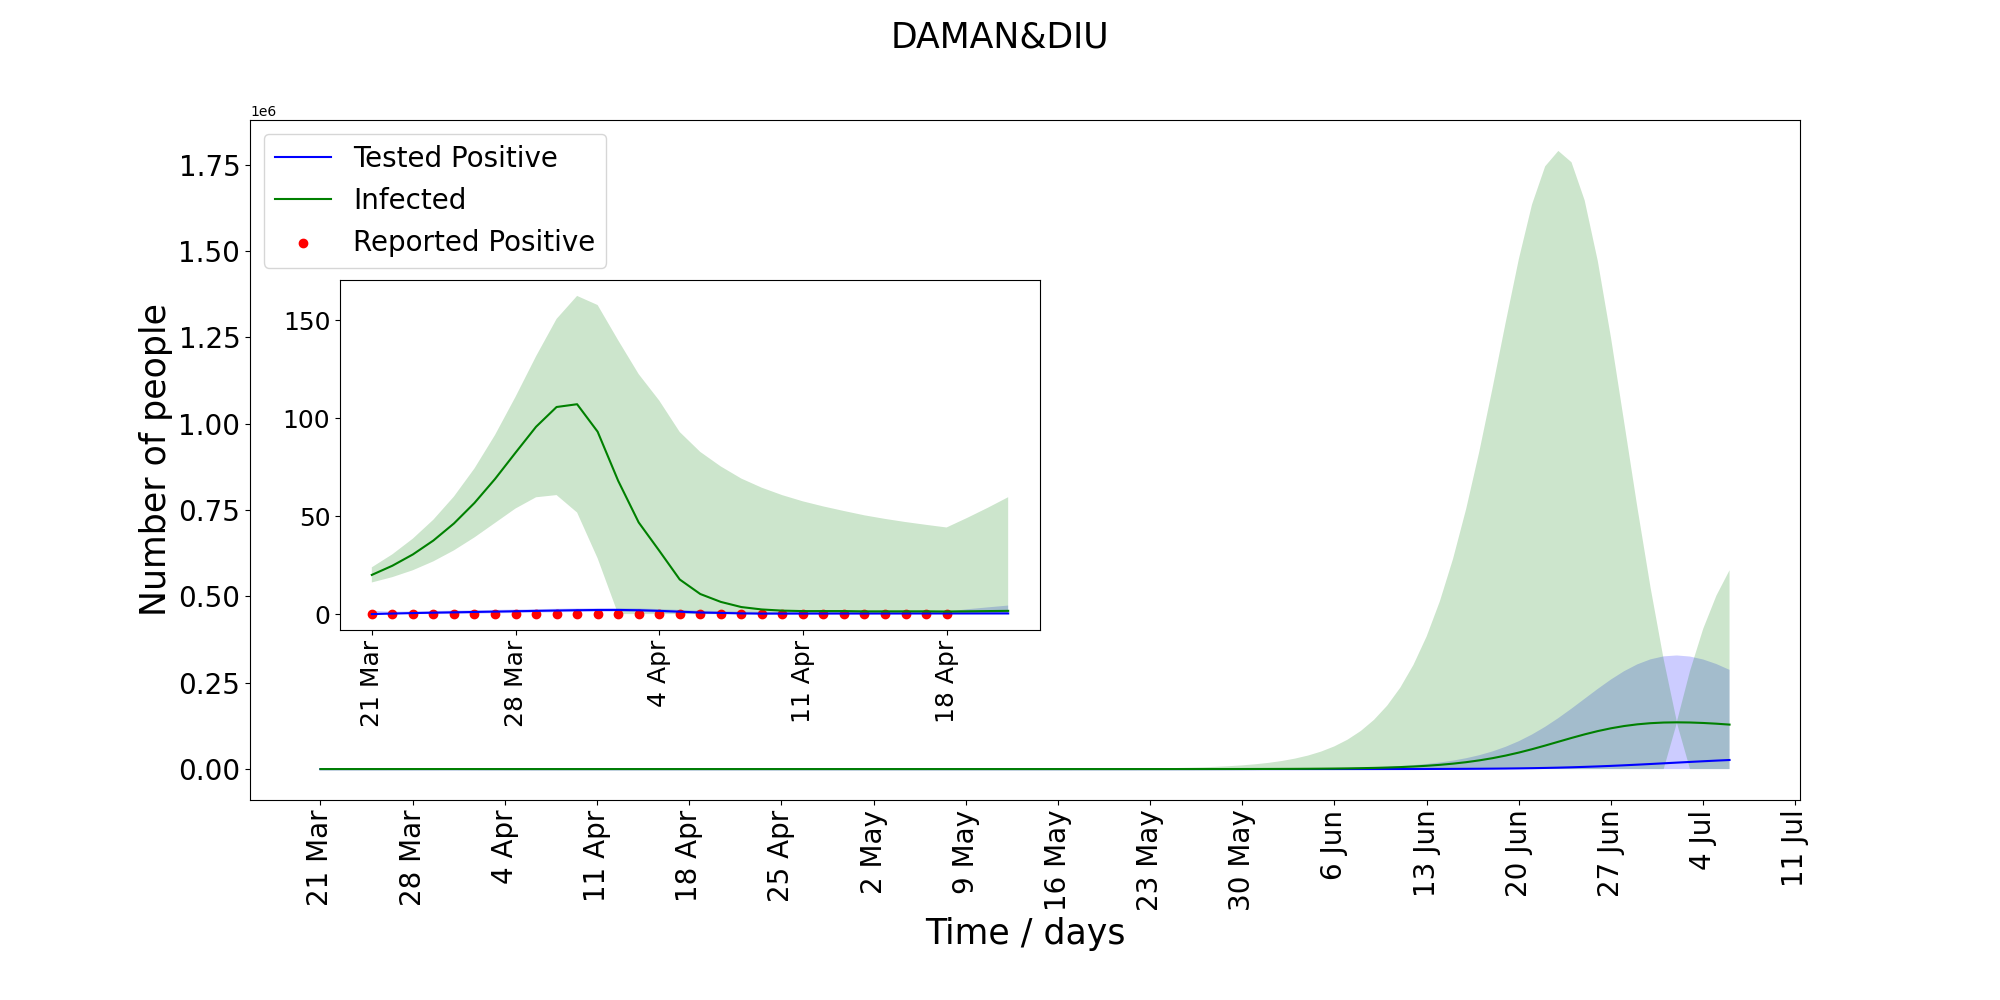 DAMAN&DIU
1e6
Tested Positive
Infected
Reported Positive
Number of people
1.75
1.50
1.25
1.00
0.75
0.50
0.25
0.00
150
100
50
0
21 Mar
28 Mar
4 Apr
11 Apr
18 Apr
21 Mar
28 Mar
4 Apr
11 Apr
18 Apr
25 Apr
2 May
9 May
16 May
23 May
30 May
6 Jun
13 Jun
20 Jun
27 Jun
4 Jul
11 Jul
Time / days